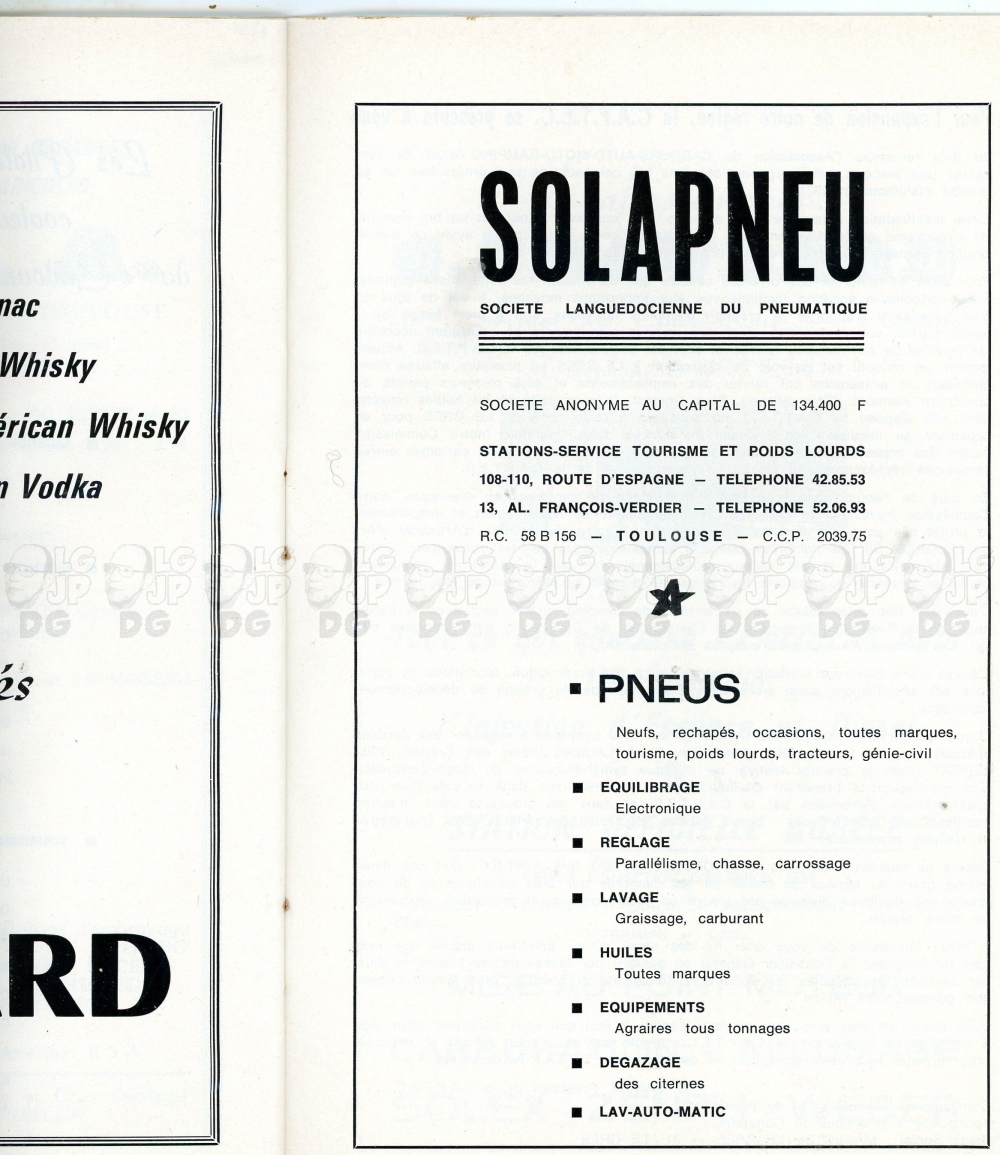 Whisky
Whisky
Vodka
SOLAPNEU
SOCIETE LANGUEDOCIENNE DU PNEUMATIQUE
SOCIETE ANONYME AU CAPITAL DE 134.400 F
STATIONS-SERVICE TOURISME ET POIDS LOURDS
108-110, ROUTE D'ESPAGNE — TELEPHONE 42.85.53
13, AL. FRANÇOIS-VERDIER — TELEPHONE 52.06.93
R.C. 58 B 156 — TOULOUSE — C.C.P. 2039.75
■ PNEUS
Neufs, rechapés, occasions, toutes marques,
tourisme, poids lourds, tracteurs, génie-civil
■ EQUILIBRAGE
Electronique
■ REGLAGE
Parallélisme, chasse, carrossage
■ LAVAGE
Graissage, carburant
■ HUILES
Toutes marques
■ EQUIPEMENTS
Agraires tous tonnages
■ DEGAZAGE
des citernes
■ LAV-AUTO-MATIC